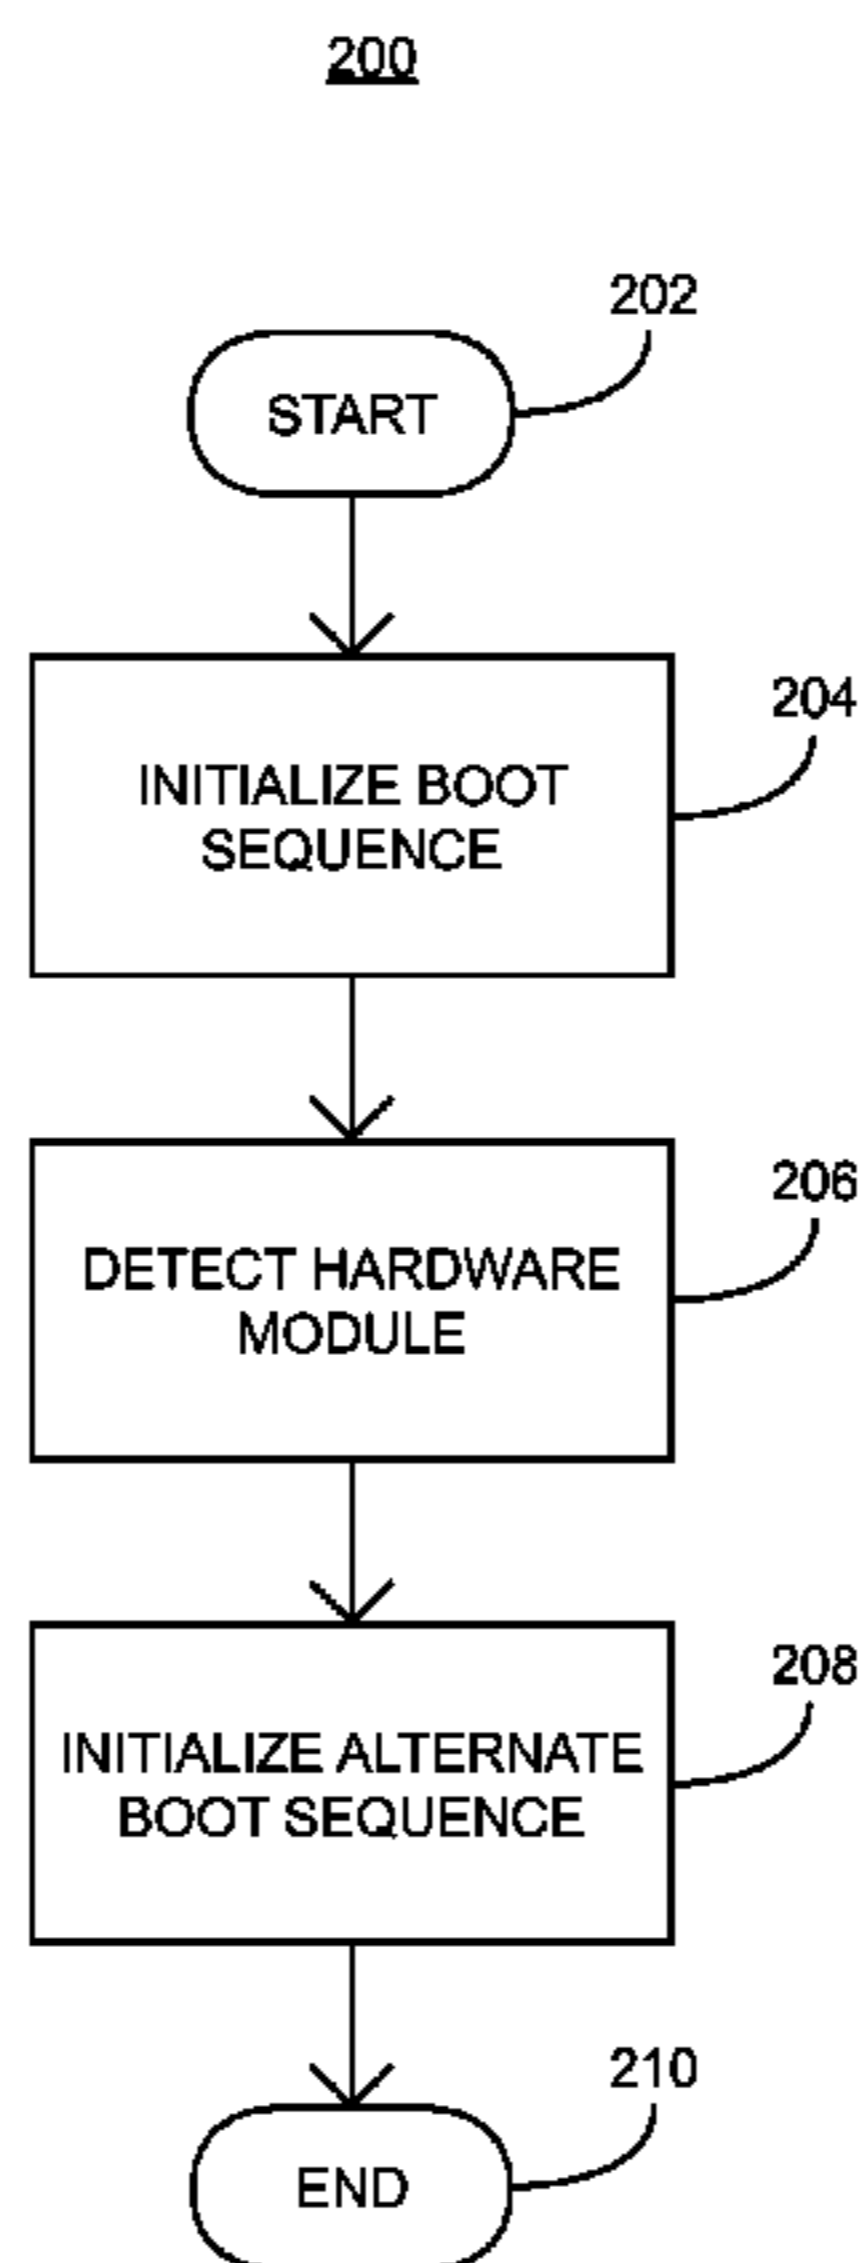 200
202
START
204
INITIALIZE BOOT
SEQUENCE
206
DETECT HARDWARE
MODULE
208
INITIALIZE ALTERNATE
BOOT SEQUENCE
210
END